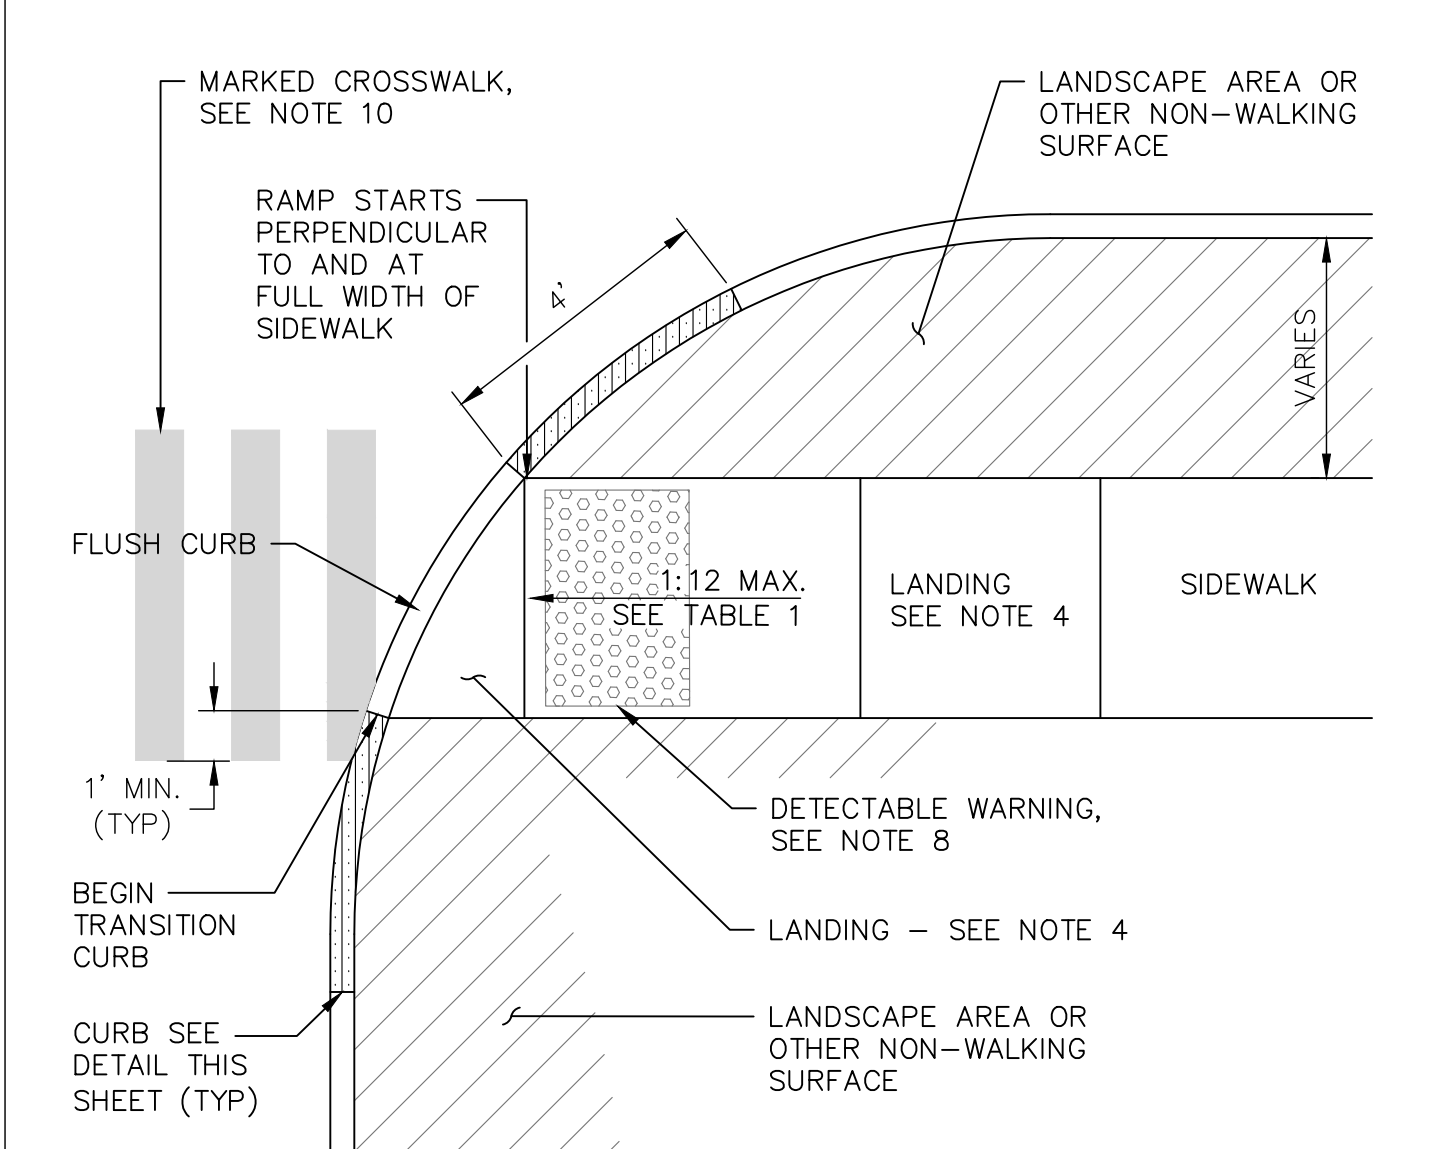 MARKED CROSSWALK,
SEE NOTE 10
LANDSCAPE AREA OR
OTHER NON-WALKING
SURFACE
RAMP STARTS
PERPENDICULAR
TO AND AT
FULL WIDTH OF
SIDEWALK
4'
VARIES
FLUSH CURB
1:12 MAX.
SEE TABLE 1
LANDING
SEE NOTE 4
SIDEWALK
1' MIN.
(TYP)
DETECTABLE WARNING,
SEE NOTE 8
BEGIN
TRANSITION
CURB
LANDING - SEE NOTE 4
CURB SEE
DETAIL THIS
SHEET (TYP)
LANDSCAPE AREA OR
OTHER NON-WALKING
SURFACE